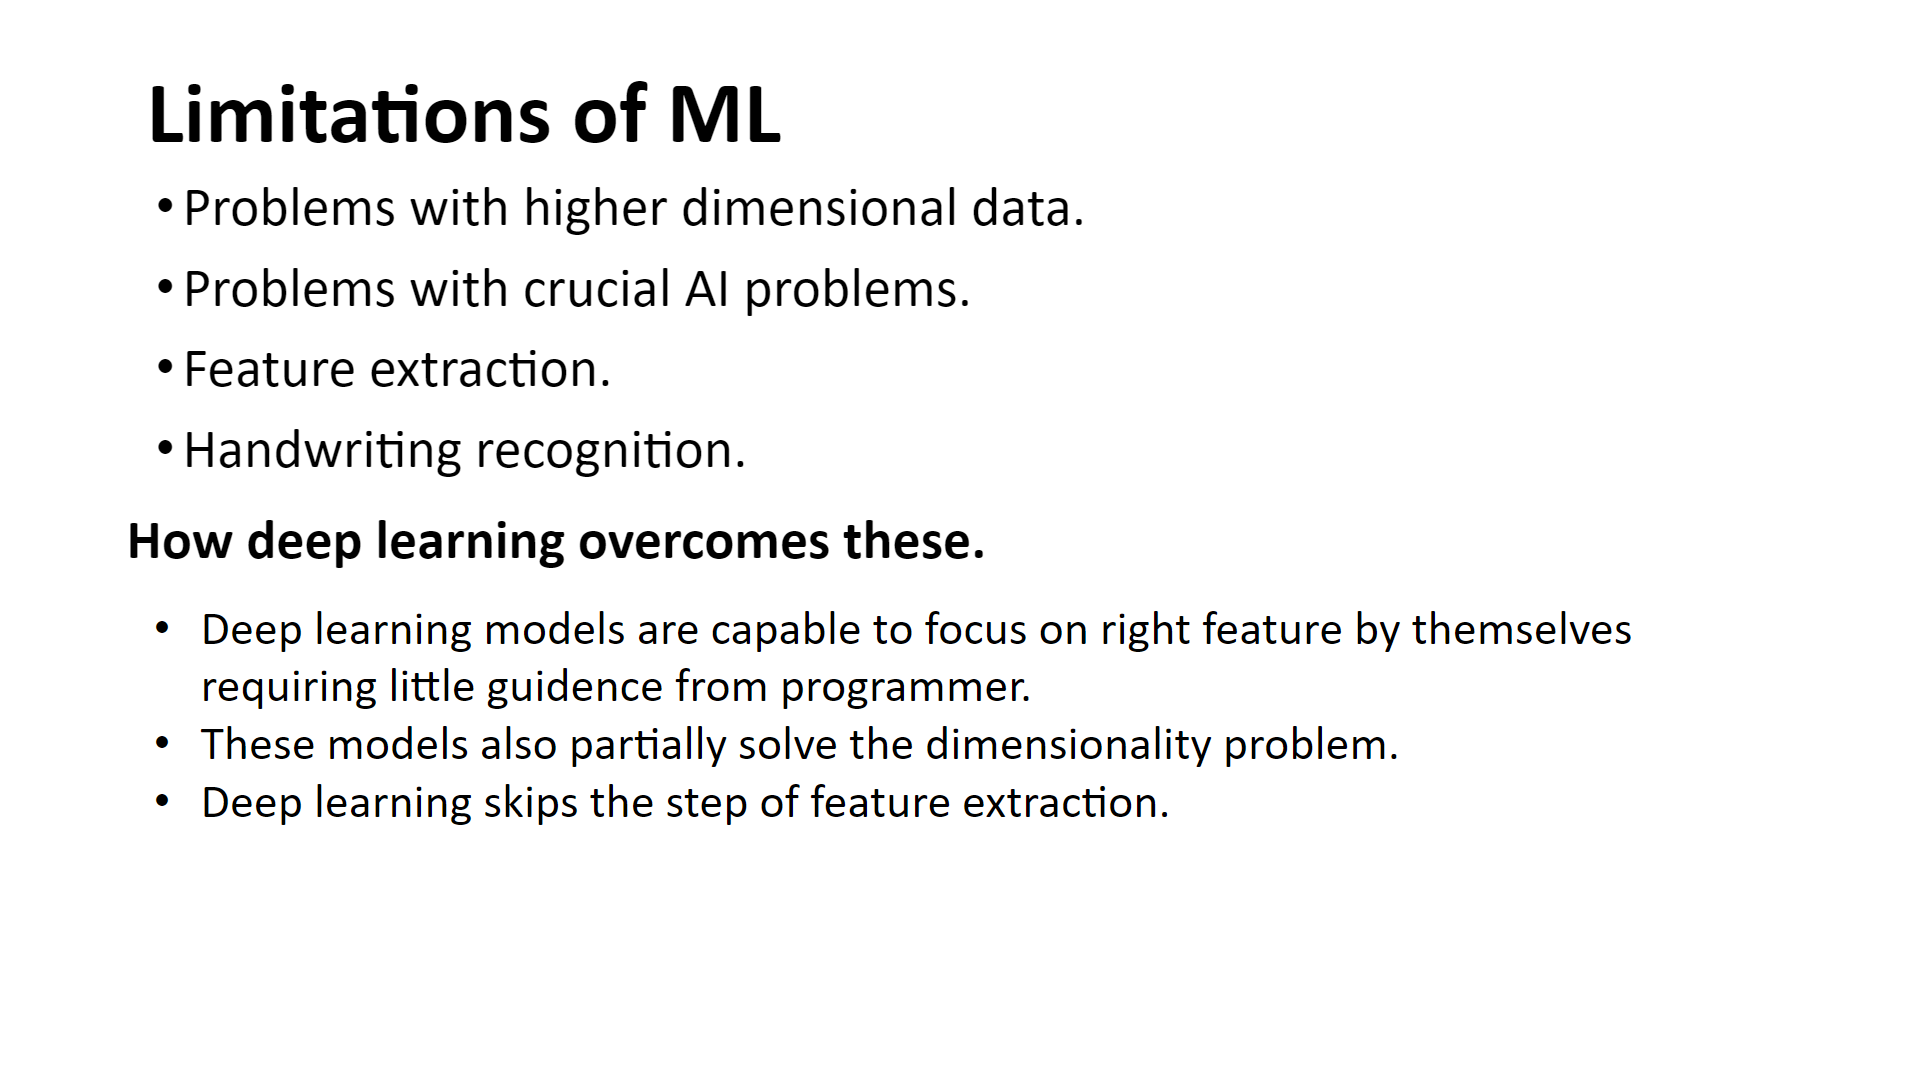 Limitations of ML
• Problems with higher dimensional data.
• Problems with crucial AI problems.
• Feature extraction.
• Handwriting recognition.
How deep learning overcomes these.
• Deep learning models are capable to focus on right feature by themselves
requiring little guidence from programmer.
• These models also partially solve the dimensionality problem.
• Deep learning skips the step of feature extraction.